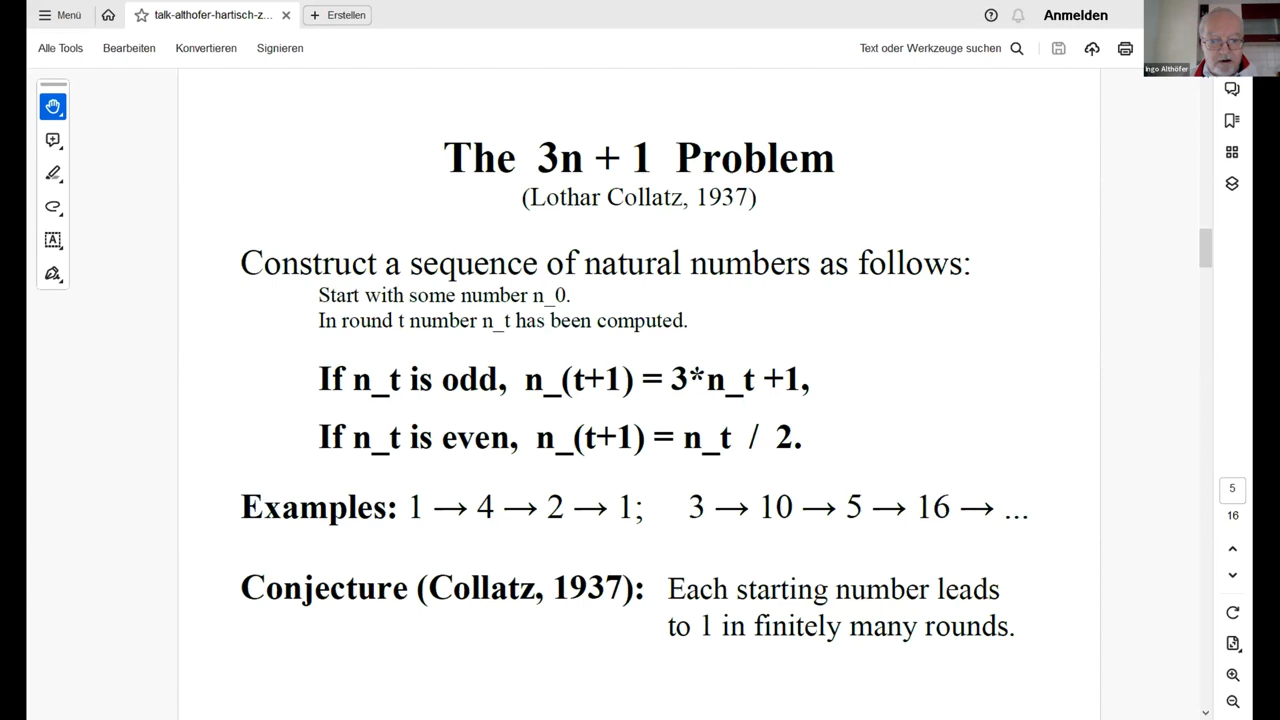 Menü
talk-althofer-hartisch-z...
Erstellen
Anmelden
Alle Tools
Bearbeiten
Konvertieren
Signieren
Text oder Werkzeuge suchen
Ingo Althöfer
The 3n + 1 Problem
(Lothar Collatz, 1937)
Construct a sequence of natural numbers as follows:
Start with some number n_0.
In round t number n_t has been computed.
If n_t is odd, n_(t+1) = 3*n_t +1,
If n_t is even, n_(t+1) = n_t / 2.
Examples: 1 → 4 → 2 → 1; 3 → 10 → 5 → 16 → ...
Conjecture (Collatz, 1937): Each starting number leads
to 1 in finitely many rounds.
5
16